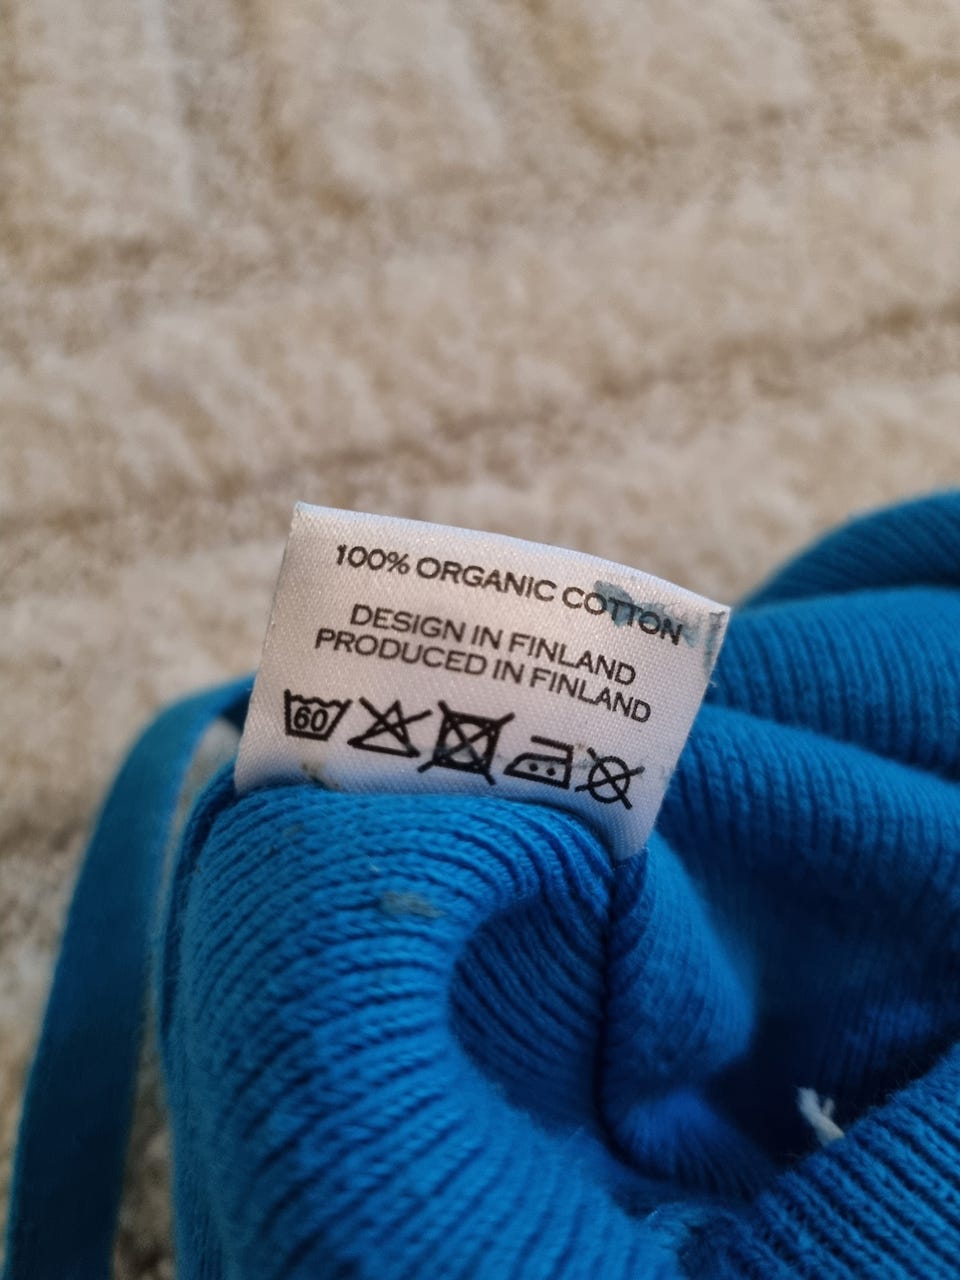 100% ORGANIC COTTON
DESIGN IN FINLAND
PRODUCED IN FINLAND
60